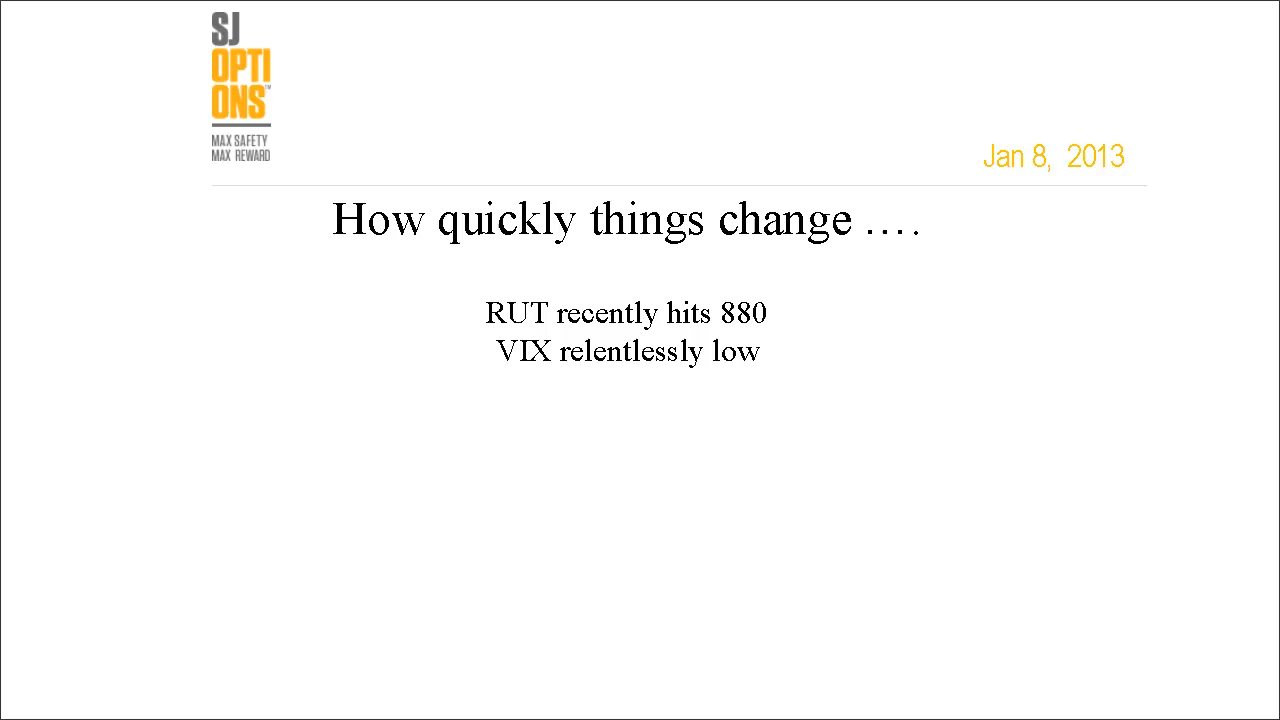 SJ
OPTI
ONS™
MAX SAFETY
MAX REWARD
Jan 8, 2013
How quickly things change ….
RUT recently hits 880
VIX relentlessly low